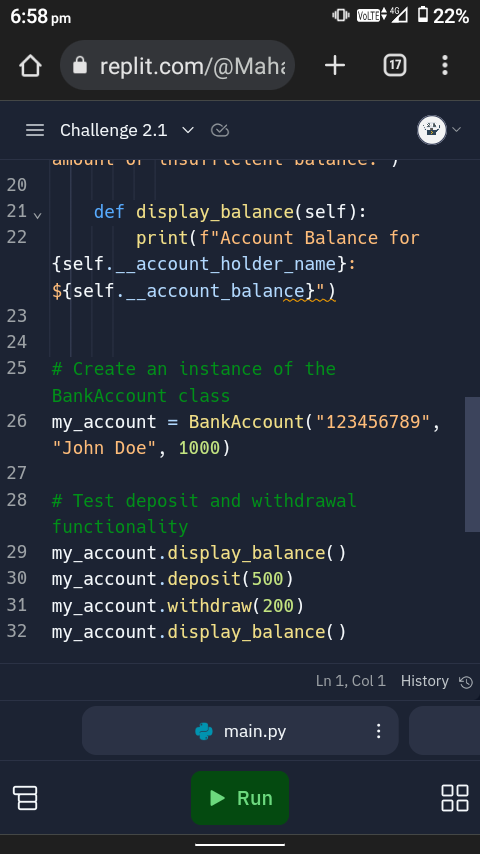 6:58 pm VoLTE 4G 22%
replit.com/@Maha 17
Challenge 2.1
amount or insufficient balance.")
20
21 def display_balance(self):
22 print(f"Account Balance for
{self.__account_holder_name}:
${self.__account_balance}")
23
24
25 # Create an instance of the
BankAccount class
26 my_account = BankAccount("123456789",
"John Doe", 1000)
27
28 # Test deposit and withdrawal
functionality
29 my_account.display_balance()
30 my_account.deposit(500)
31 my_account.withdraw(200)
32 my_account.display_balance()
Ln 1, Col 1 History
main.py
Run